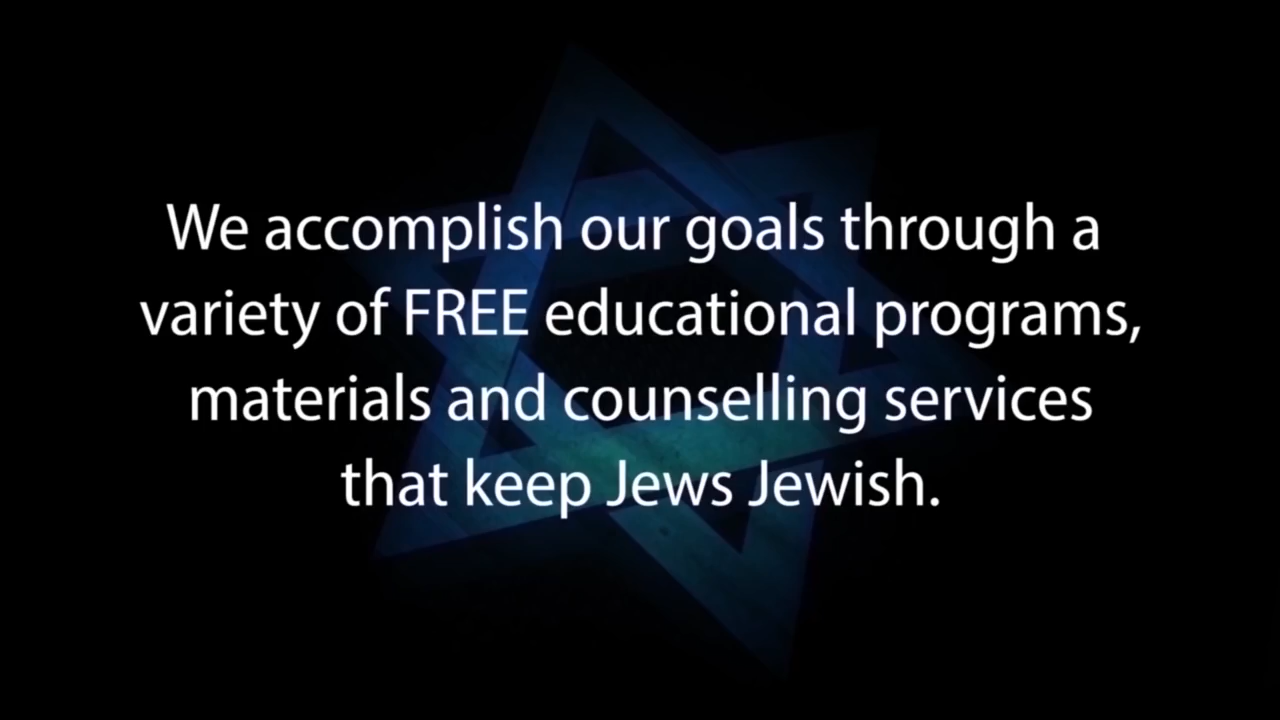 We accomplish our goals through a
variety of FREE educational programs,
materials and counselling services
that keep Jews Jewish.